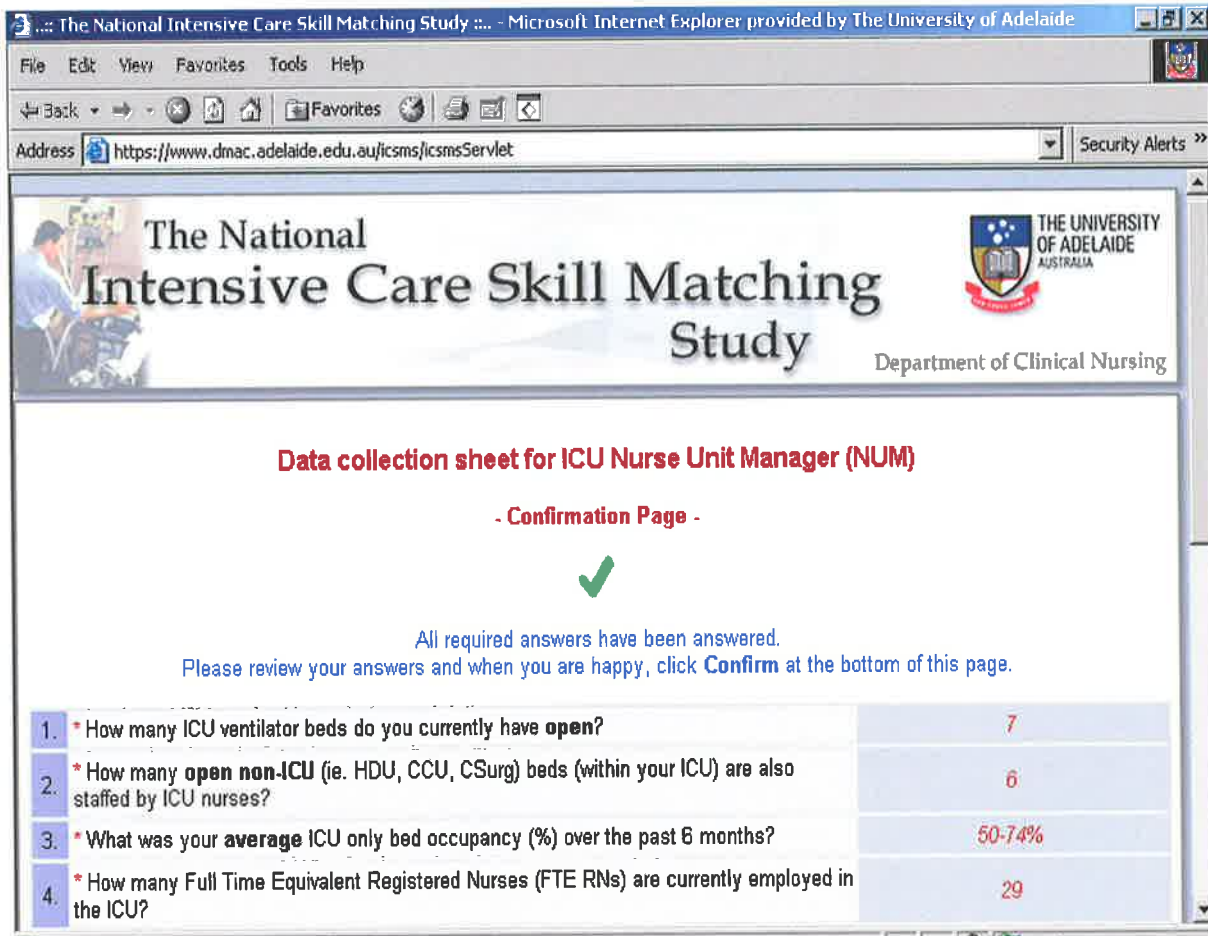 ..:: The National Intensive Care Skill Matching Study ::.. - Microsoft Internet Explorer provided by The University of Adelaide
File Edit View Favorites Tools Help
Back Favorites
Address https://www.dmac.adelaide.edu.au/icsms/icsmsServlet Security Alerts »
The National
Intensive Care Skill Matching
Study
THE UNIVERSITY
OF ADELAIDE
AUSTRALIA
Department of Clinical Nursing
Data collection sheet for ICU Nurse Unit Manager (NUM)
- Confirmation Page -
All required answers have been answered.
Please review your answers and when you are happy, click Confirm at the bottom of this page.
1. * How many ICU ventilator beds do you currently have open? 7
2. * How many open non-ICU (ie. HDU, CCU, CSurg) beds (within your ICU) are also
staffed by ICU nurses? 6
3. * What was your average ICU only bed occupancy (%) over the past 6 months? 50-74%
4. * How many Full Time Equivalent Registered Nurses (FTE RNs) are currently employed in
the ICU? 29